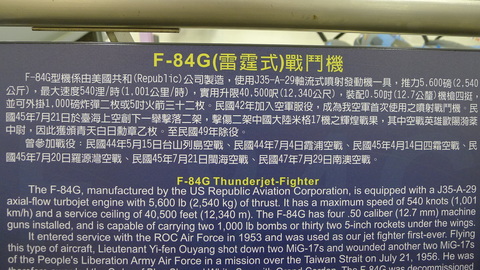 F-84G(雷霆式)戰鬥機
F-84G型機係由美國共和(Republic)公司製造，使用J35-A-29軸流式噴射發動機一具，推力5,600磅(2,540
公斤)，最大速度540浬/時(1,001公里/時)，實用升限40,500呎(12,340公尺)，裝配0.50吋(12.7公厘)機槍四挺，
並可外掛1,000磅炸彈二枚或5吋火箭三十二枚。民國42年加入空軍服役，成為我空軍首次使用之噴射戰鬥機。民國
45年7月21日於臺海上空創下一舉擊落二架，擊傷二架中國大陸米格17機之輝煌戰果，其中空戰英雄歐陽漪棻
中尉，因此獲頒青天白日勳章乙枚。至民國49年除役。
曾參加戰役：民國44年5月15日台山列島空戰、民國44年7月4日霞浦空戰、民國45年4月14日四霜空戰、民
國45年7月20日羅源灣空戰、民國45年7月21日閩海空戰、民國47年7月29日南澳空戰。
F-84G Thunderjet-Fighter
The F-84G, manufactured by the US Republic Aviation Corporation, is equipped with a J35-A-29
axial-flow turbojet engine with 5,600 lb (2,540 kg) of thrust. It has a maximum speed of 540 knots (1,001
km/h) and a service ceiling of 40,500 feet (12,340 m). The F-84G has four .50 caliber (12.7 mm) machine
guns installed, and is capable of carrying two 1,000 lb bombs or thirty two 5-inch rockets under the wings.
It entered service with the ROC Air Force in 1953 and was used as our first jet fighter first-ever. Flying
this type of aircraft, Lieutenant Yi-fen Ouyang shot down two MiG-17s and wounded another two MiG-17s
of the People's Liberation Army Air Force in a mission over the Taiwan Strait on July 21, 1956. He was